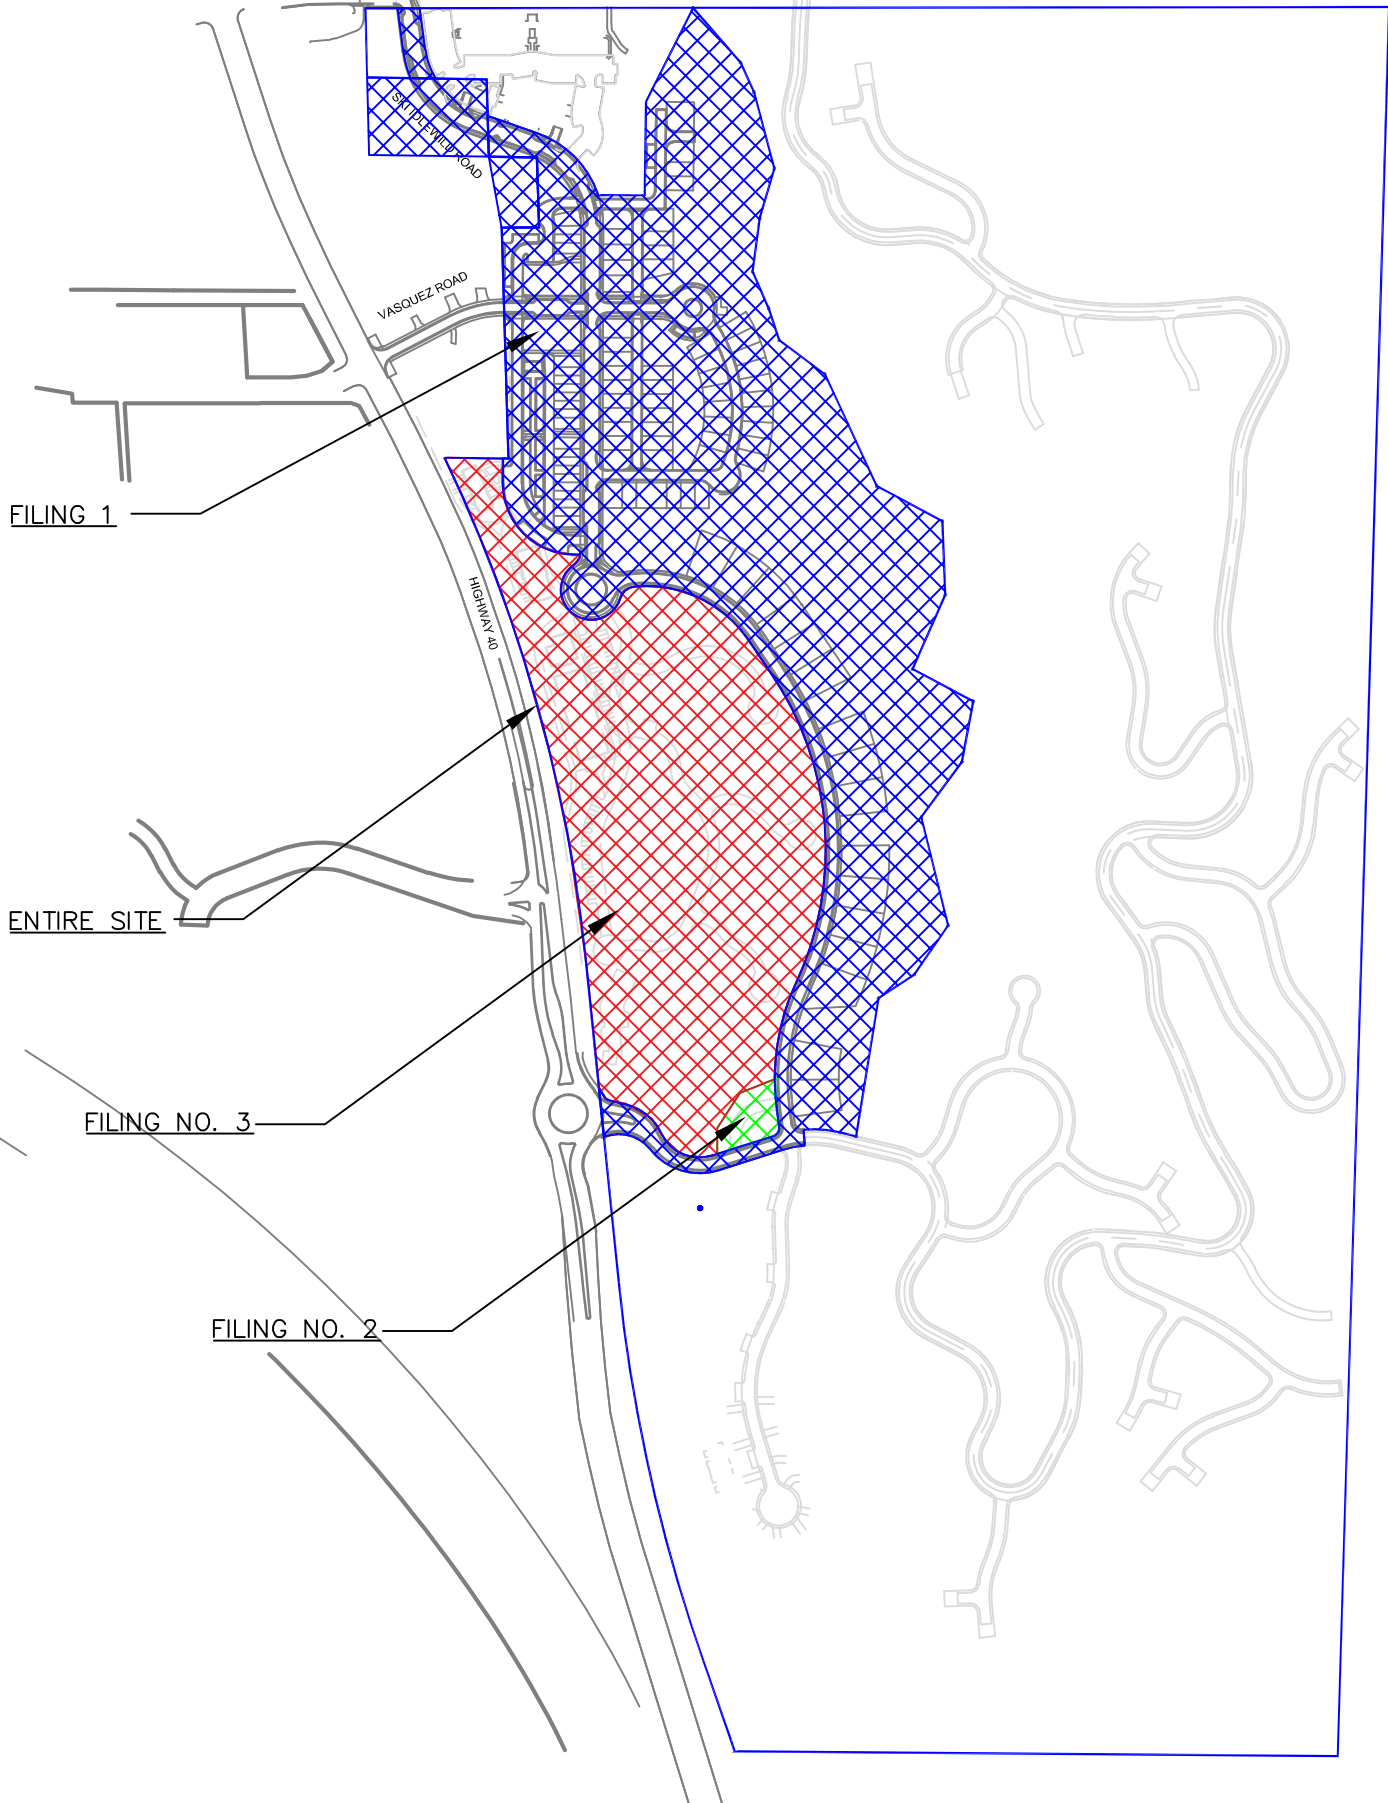 SKI IDLEWILD ROAD
VASQUEZ ROAD
FILING 1
HIGHWAY 40
ENTIRE SITE
FILING NO. 3
FILING NO. 2